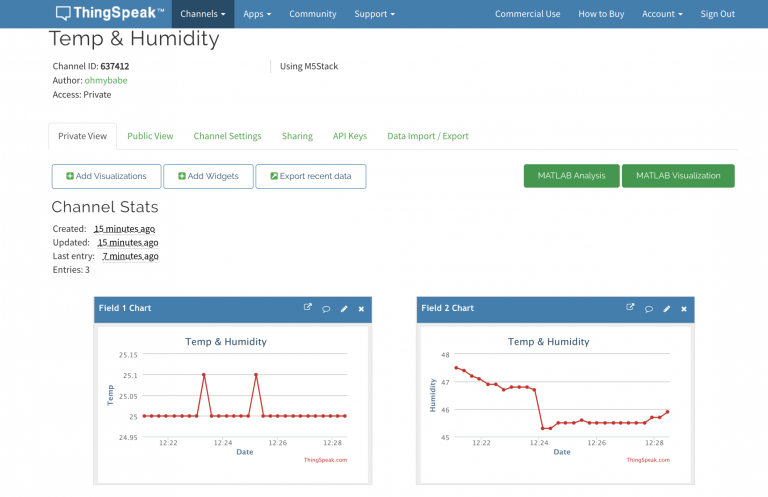 ThingSpeak™ Channels Apps Community Support Commercial Use How to Buy Account Sign Out
Temp & Humidity
Channel ID: 637412
Using M5Stack
Author: ohmybabe
Access: Private
Private View Public View Channel Settings Sharing API Keys Data Import / Export
Add Visualizations Add Widgets Export recent data MATLAB Analysis MATLAB Visualization
Channel Stats
Created: 15 minutes ago
Updated: 15 minutes ago
Last entry: 7 minutes ago
Entries: 3
Field 1 Chart
Temp & Humidity
25.15
25.1
25.05
25
24.95
Temp
12:22 12:24 12:26 12:28
Date
ThingSpeak.com
Field 2 Chart
Temp & Humidity
48
47
46
45
Humidity
12:22 12:24 12:26 12:28
Date
ThingSpeak.com